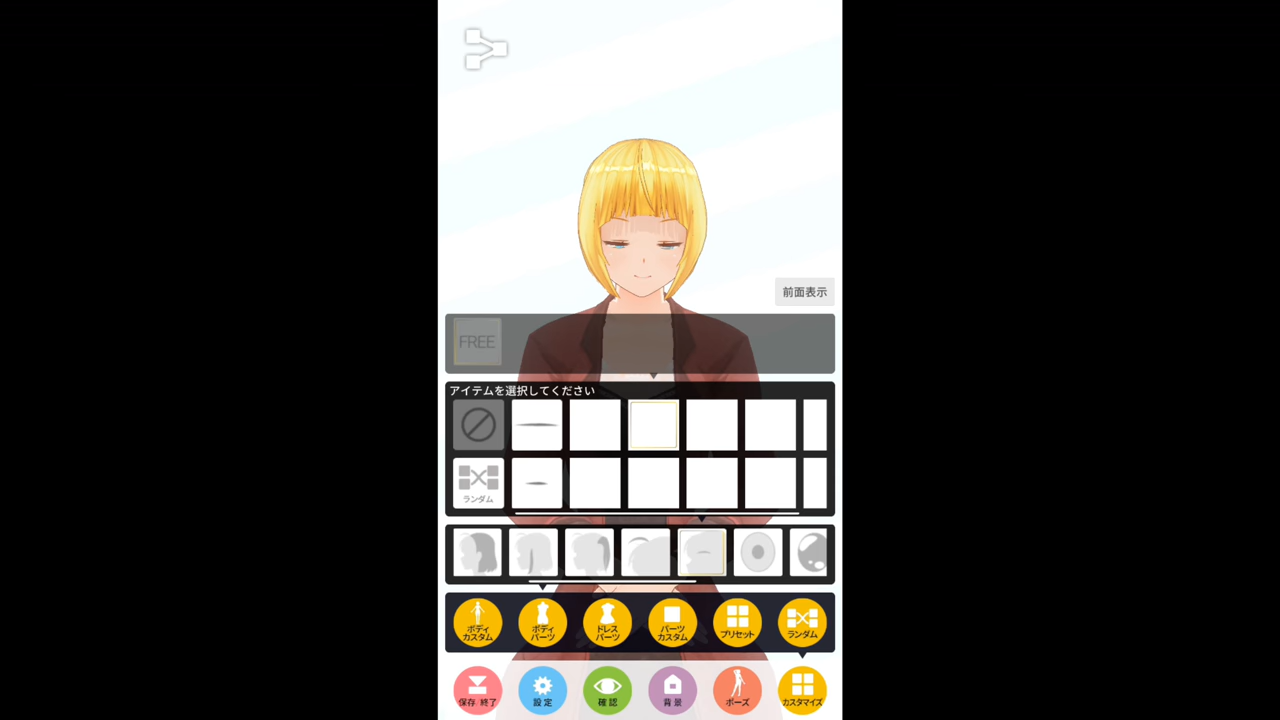 前面表示
FREE
アイテムを選択してください
ランダム
ボディ
カスタム
ボディ
パーツ
ドレス
パーツ
パーツ
カスタム
プリセット
ランダム
保存 終了
設定
確認
背景
ポーズ
カスタマイズ